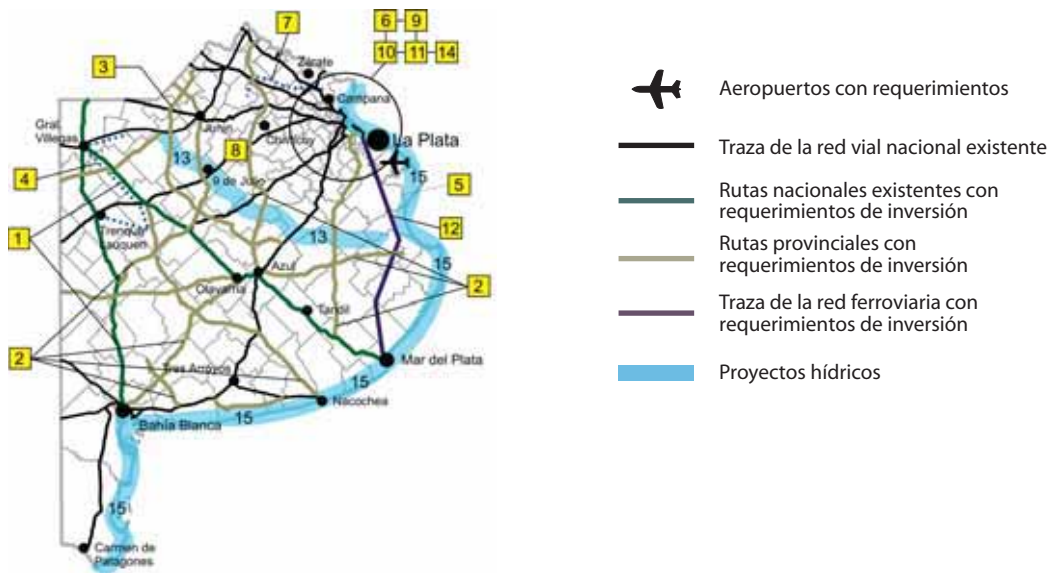 6
9
7
10
11
14
Zárate
3
Campana
Gral.
Villegas
Junín
Chivilcoy
La Plata
13
8
4
9 de Julio
15
5
1
Trenque
Lauquen
12
13
15
Azul
2
Olavarría
Tandil
2
Mar del Plata
Tres Arroyos
15
Nacochea
15
Bahía Blanca
15
Carmen de
Patagones
Aeropuertos con requerimientos
Traza de la red vial nacional existente
Rutas nacionales existentes con
requerimientos de inversión
Rutas provinciales con
requerimientos de inversión
Traza de la red ferroviaria con
requerimientos de inversión
Proyectos hídricos